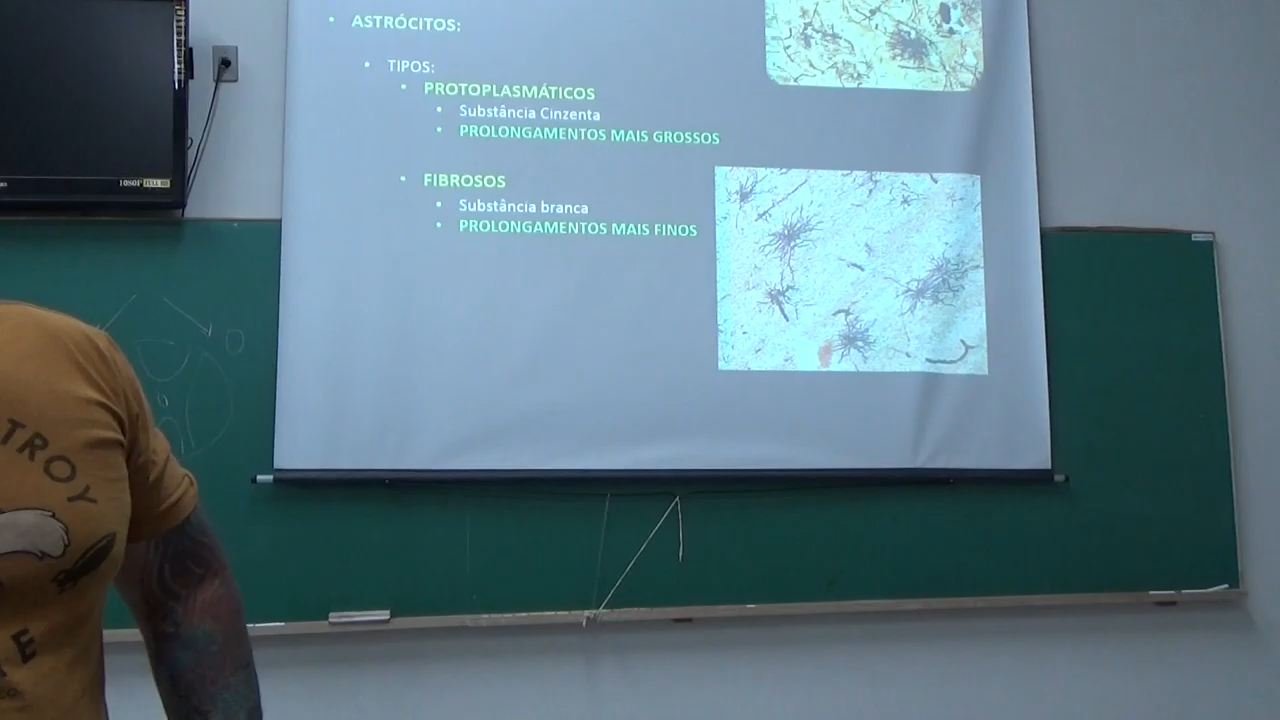 ASTRÓCITOS:
TIPOS:
PROTOPLASMÁTICOS
Substância Cinzenta
PROLONGAMENTOS MAIS GROSSOS
FIBROSOS
Substância branca
PROLONGAMENTOS MAIS FINOS
TROY